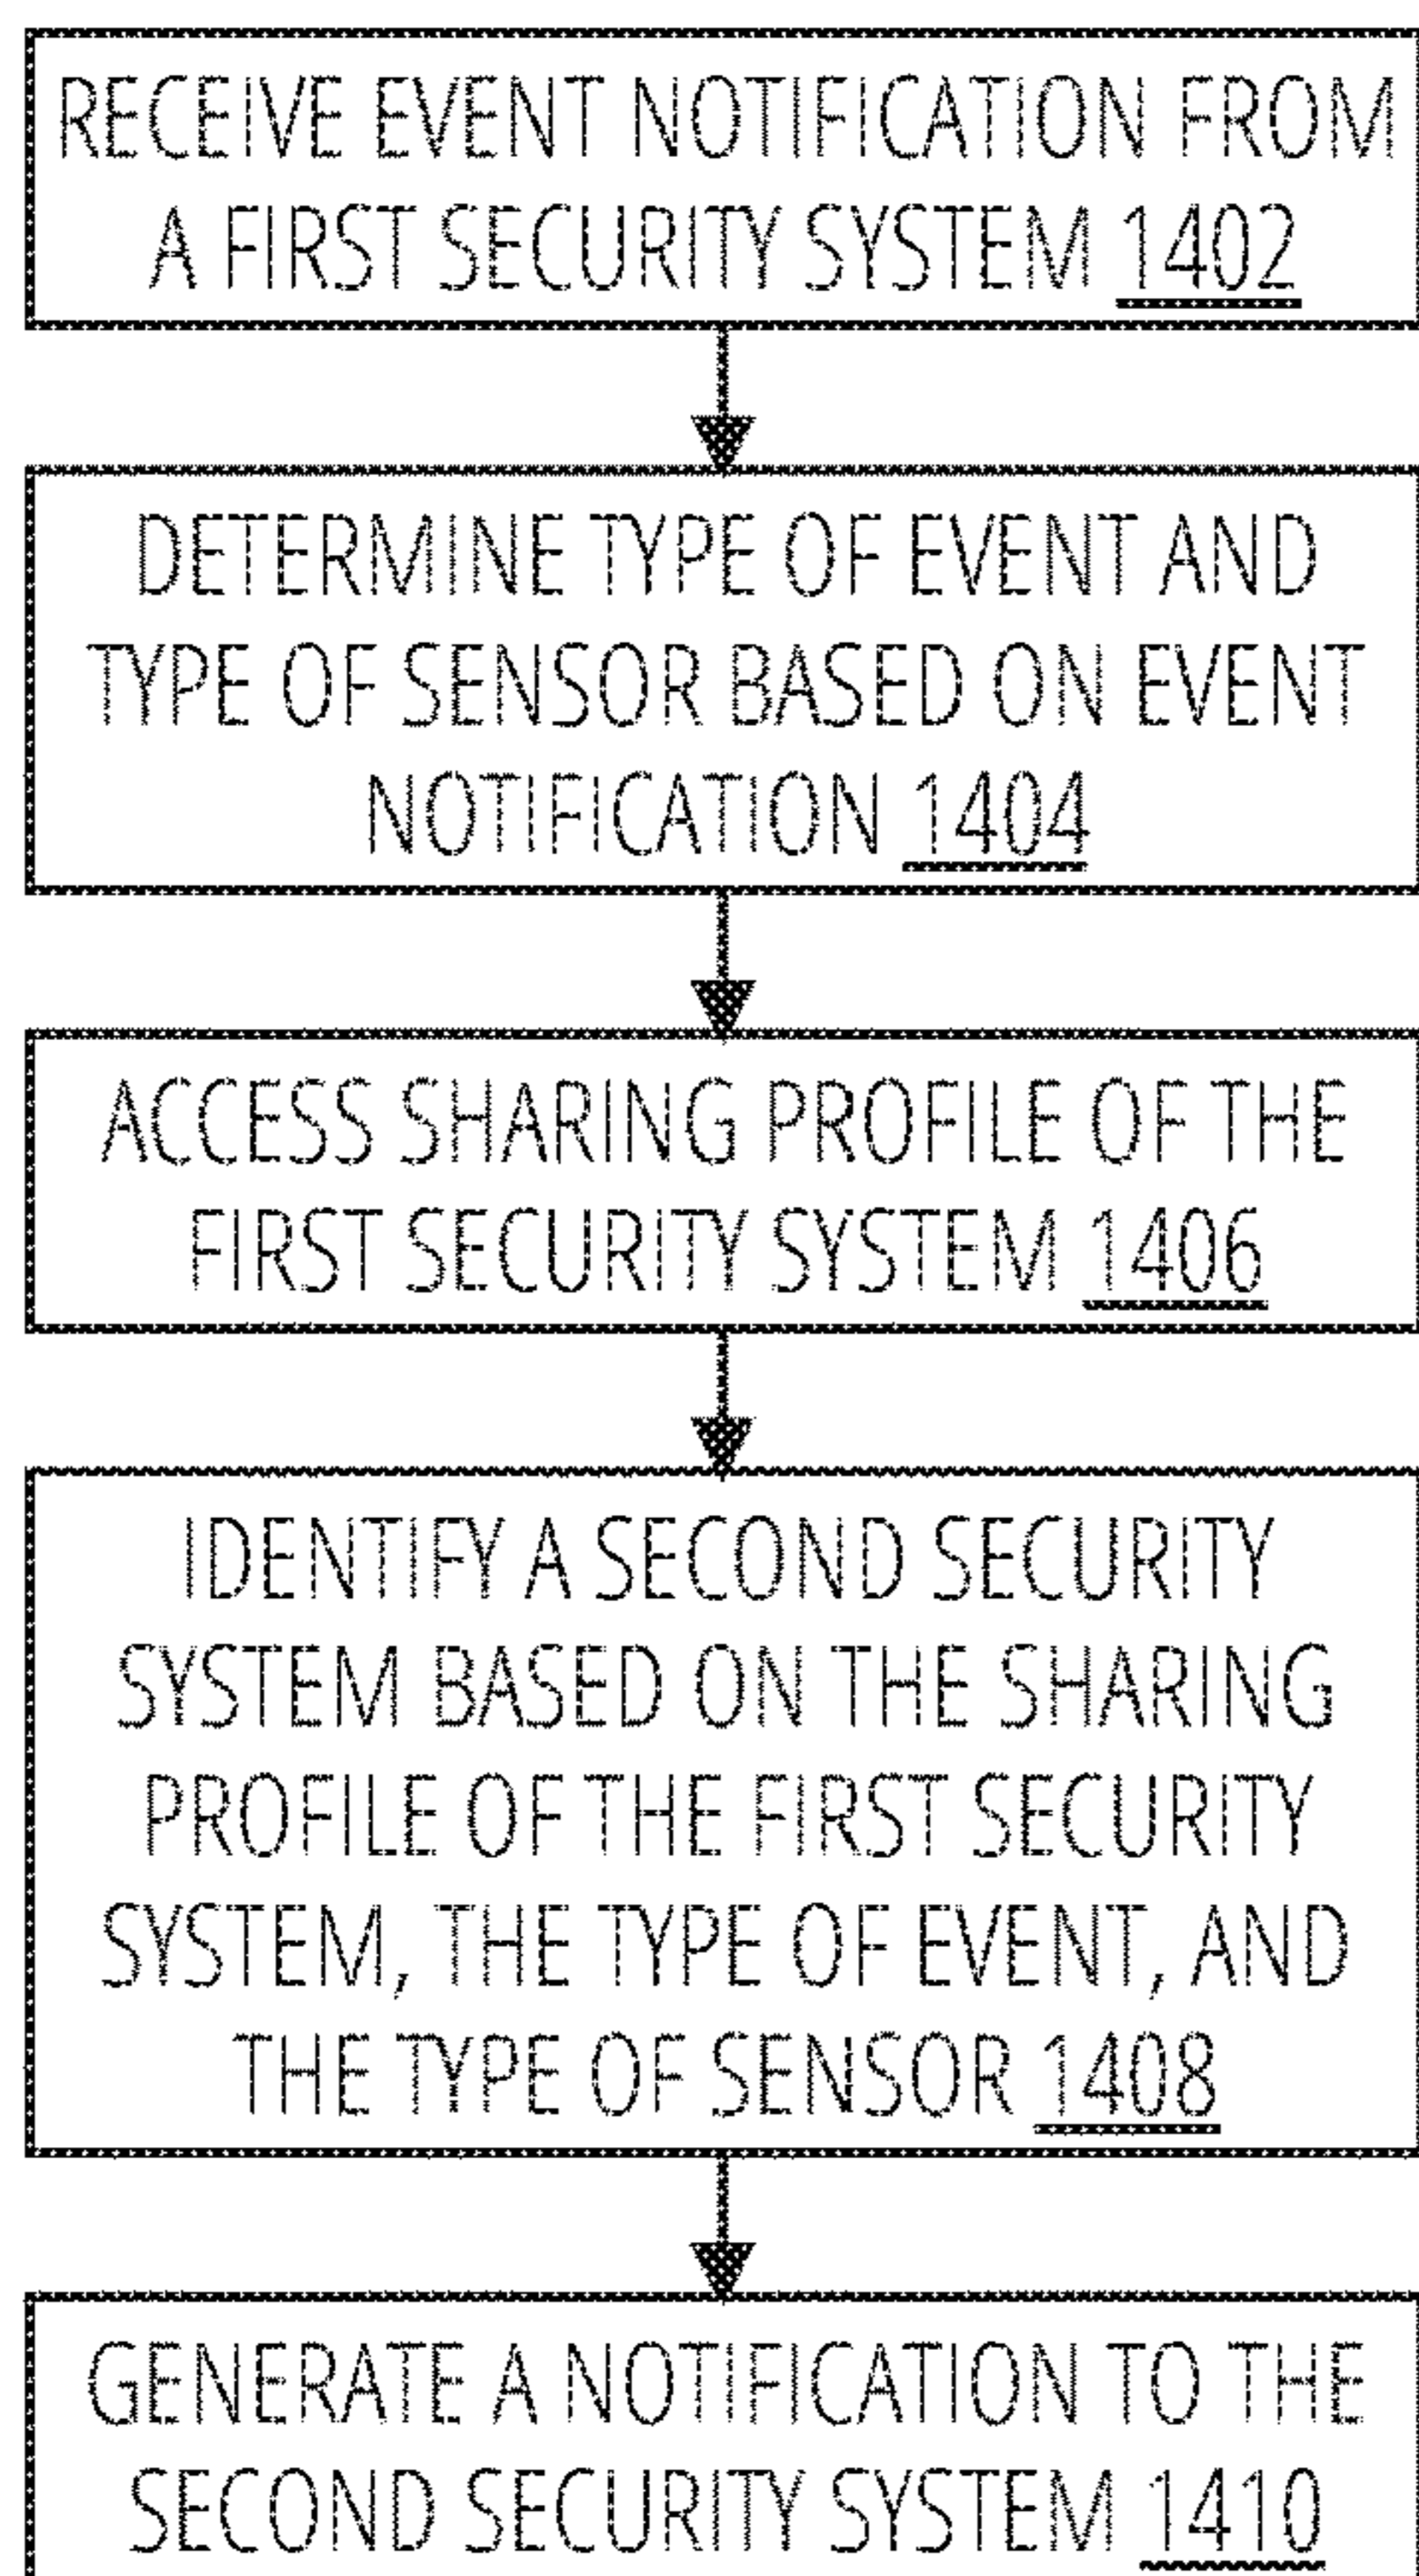 RECEIVE EVENT NOTIFICATION FROM
A FIRST SECURITY SYSTEM 1402
DETERMINE TYPE OF EVENT AND
TYPE OF SENSOR BASED ON EVENT
NOTIFICATION 1404
ACCESS SHARING PROFILE OF THE
FIRST SECURITY SYSTEM 1406
IDENTIFY A SECOND SECURITY
SYSTEM BASED ON THE SHARING
PROFILE OF THE FIRST SECURITY
SYSTEM, THE TYPE OF EVENT, AND
THE TYPE OF SENSOR 1408
GENERATE A NOTIFICATION TO THE
SECOND SECURITY SYSTEM 1410